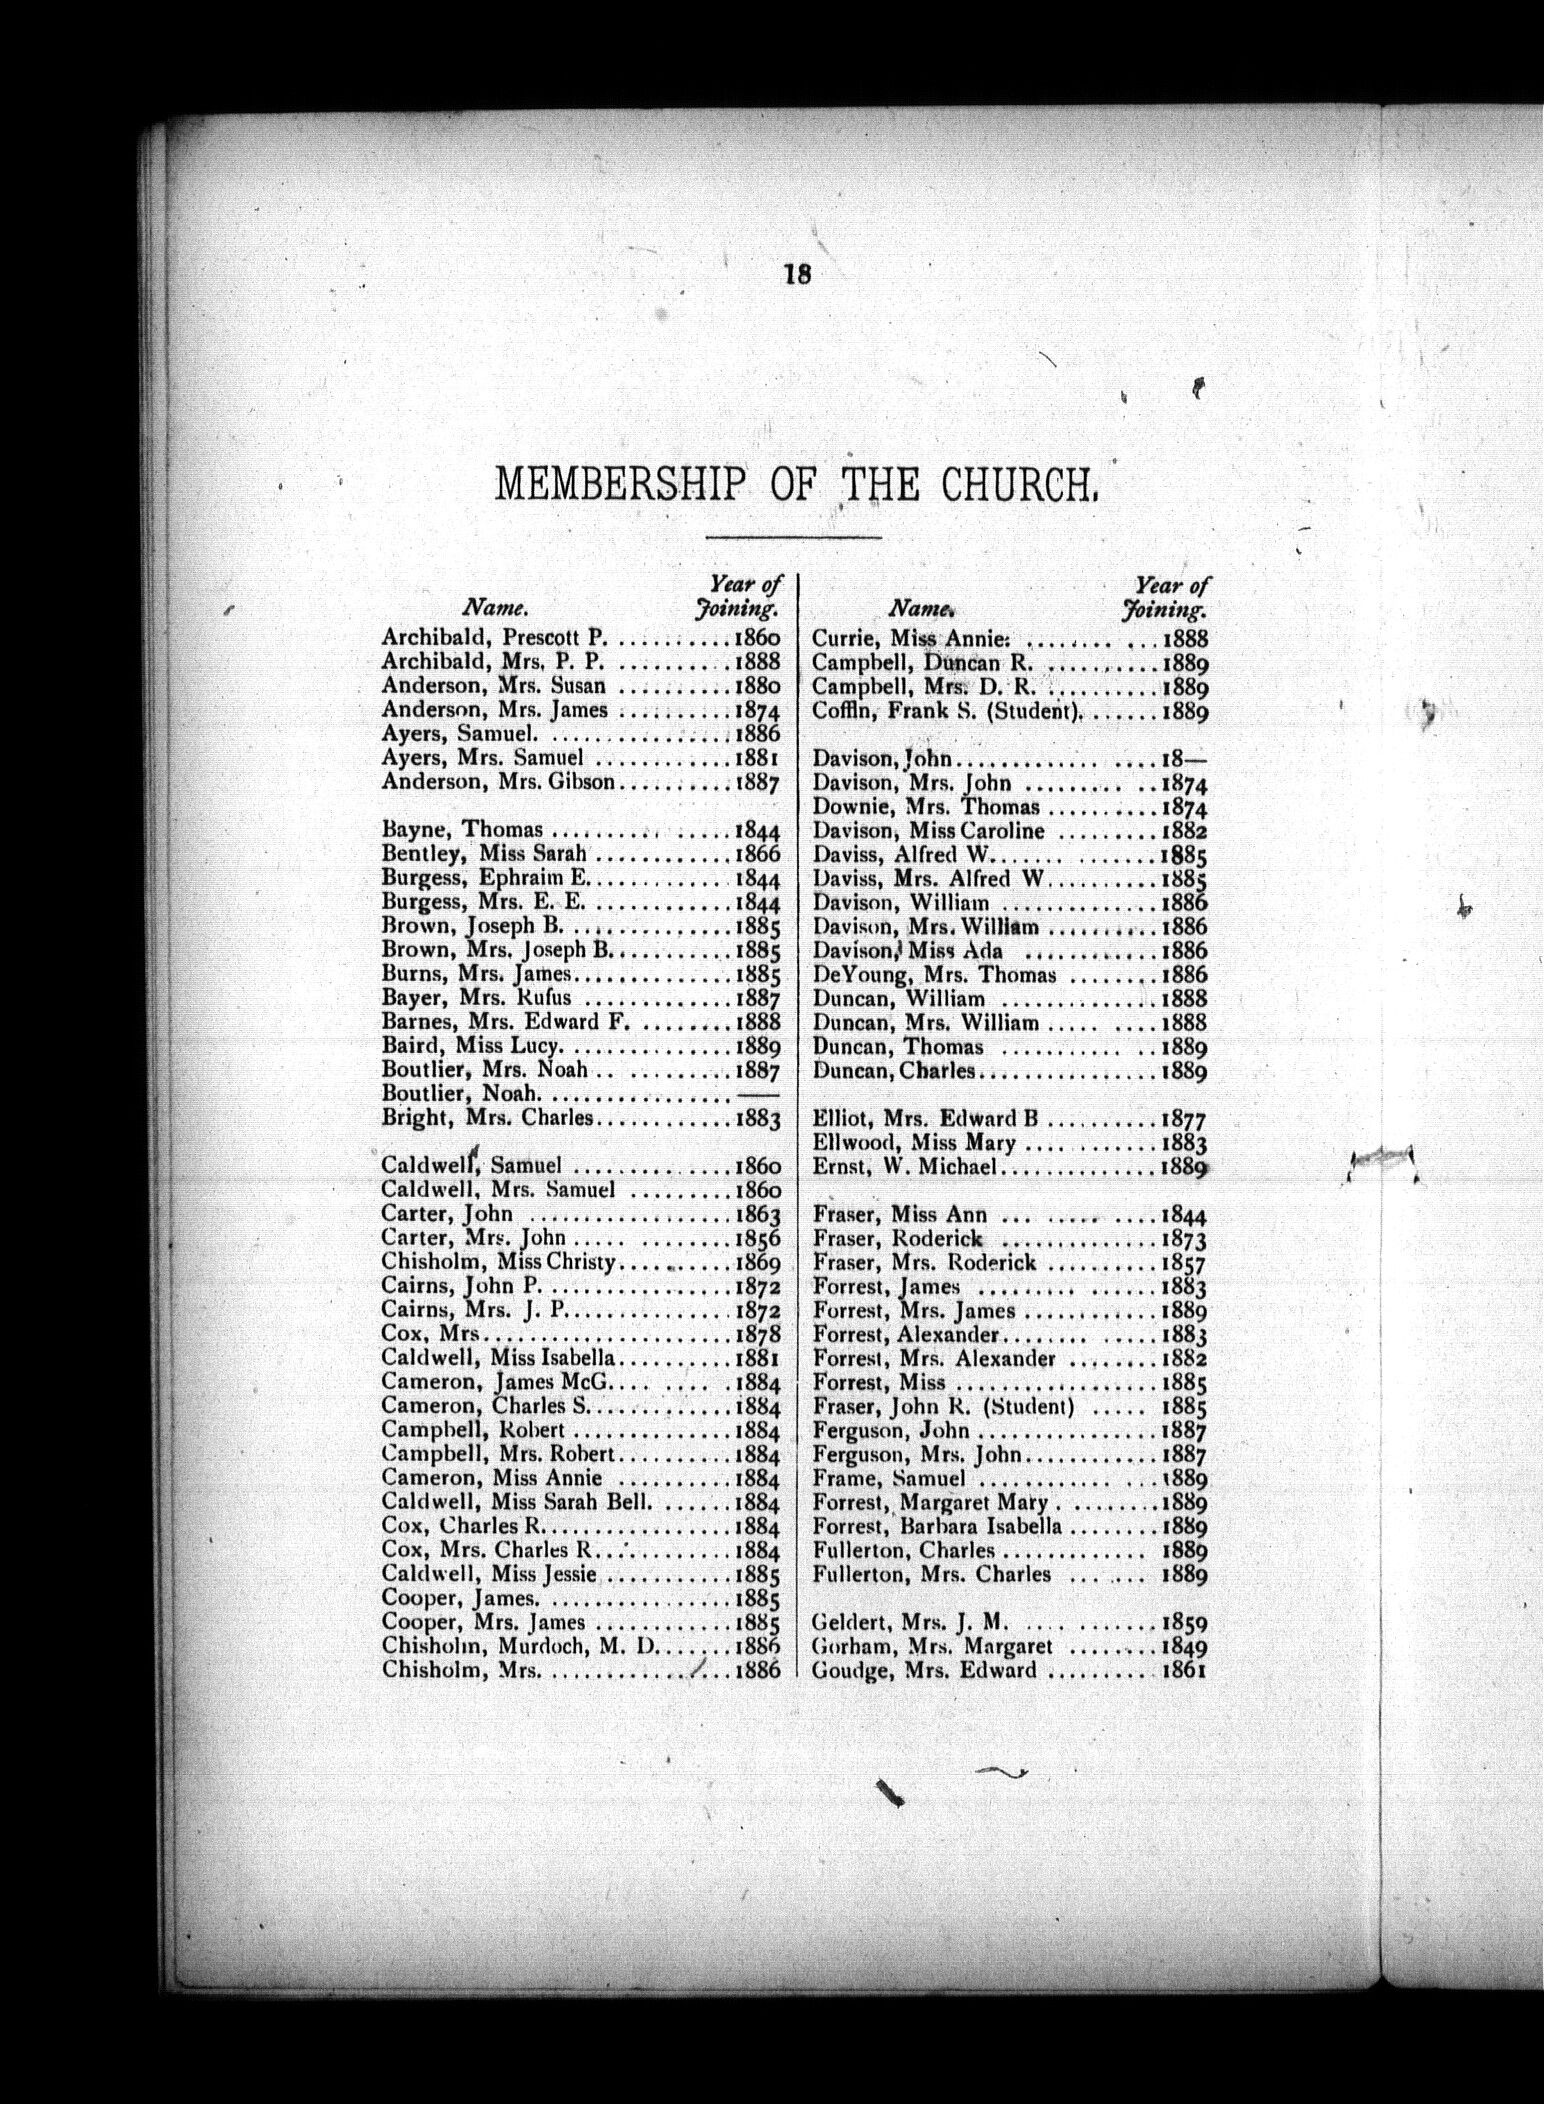 18
MEMBERSHIP OF THE CHURCH.
Name. Year of Joining.
Archibald, Prescott P. ..........1860
Archibald, Mrs. P. P. ..........1888
Anderson, Mrs. Susan ..........1880
Anderson, Mrs. James ..........1874
Ayers, Samuel. ................1886
Ayers, Mrs. Samuel ............1881
Anderson, Mrs. Gibson..........1887
Bayne, Thomas ................1844
Bentley, Miss Sarah ............1866
Burgess, Ephraim E.............1844
Burgess, Mrs. E. E. ............1844
Brown, Joseph B. ..............1885
Brown, Mrs. Joseph B...........1885
Burns, Mrs. James..............1885
Bayer, Mrs. Rufus .............1887
Barnes, Mrs. Edward F. ........1888
Baird, Miss Lucy. ..............1889
Boutlier, Mrs. Noah .. .........1887
Boutlier, Noah. ................——
Bright, Mrs. Charles............1883
Caldwell, Samuel ..............1860
Caldwell, Mrs. Samuel .........1860
Carter, John ..................1863
Carter, Mrs. John ..... ........1856
Chisholm, Miss Christy..........1869
Cairns, John P. ................1872
Cairns, Mrs. J. P...............1872
Cox, Mrs......................1878
Caldwell, Miss Isabella..........1881
Cameron, James McG.... ......1884
Cameron, Charles S.............1884
Campbell, Robert ..............1884
Campbell, Mrs. Robert..........1884
Cameron, Miss Annie ..........1884
Caldwell, Miss Sarah Bell. ......1884
Cox, Charles R.................1884
Cox, Mrs. Charles R............1884
Caldwell, Miss Jessie ...........1885
Cooper, James. ................1885
Cooper, Mrs. James ............1885
Chisholm, Murdoch, M. D.......1886
Chisholm, Mrs. ................1886
Name. Year of Joining.
Currie, Miss Annie: ........ ...1888
Campbell, Duncan R. ..........1889
Campbell, Mrs. D. R. ..........1889
Coffin, Frank S. (Student). ......1889
Davison, John............. ....18—
Davison, Mrs. John ......... ..1874
Downie, Mrs. Thomas ..........1874
Davison, Miss Caroline .........1882
Daviss, Alfred W....... .......1885
Daviss, Mrs. Alfred W..........1885
Davison, William ..............1886
Davison, Mrs. William ..........1886
Davison, Miss Ada ............1886
DeYoung, Mrs. Thomas ........1886
Duncan, William ..............1888
Duncan, Mrs. William ..... ....1888
Duncan, Thomas ........... ..1889
Duncan, Charles................1889
Elliot, Mrs. Edward B ..........1877
Ellwood, Miss Mary ............1883
Ernst, W. Michael..............1889
Fraser, Miss Ann ... ...... ....1844
Fraser, Roderick ..............1873
Fraser, Mrs. Roderick ..........1857
Forrest, James ......... ......1883
Forrest, Mrs. James ............1889
Forrest, Alexander........ .....1883
Forrest, Mrs. Alexander ........1882
Forrest, Miss ..................1885
Fraser, John R. (Student) ..... 1885
Ferguson, John ................1887
Ferguson, Mrs. John............1887
Frame, Samuel ............ ...1889
Forrest, Margaret Mary . ........1889
Forrest, Barbara Isabella ........1889
Fullerton, Charles ............. 1889
Fullerton, Mrs. Charles ... ... 1889
Geldert, Mrs. J. M. .... .......1859
Gorham, Mrs. Margaret ........1849
Goudge, Mrs. Edward .......... 1861